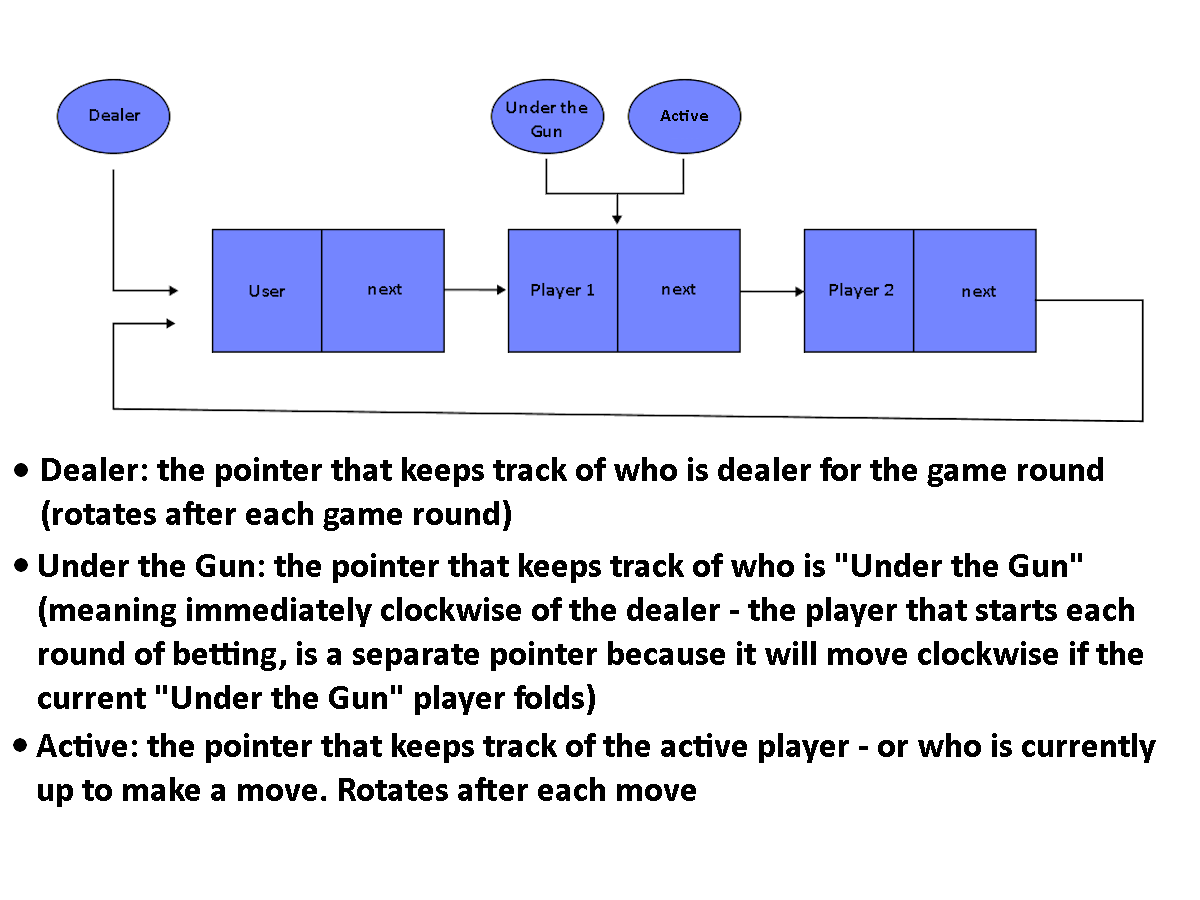 Dealer
Under the
Gun
Active
User
next
Player 1
next
Player 2
next
• Dealer: the pointer that keeps track of who is dealer for the game round
(rotates after each game round)
• Under the Gun: the pointer that keeps track of who is "Under the Gun"
(meaning immediately clockwise of the dealer - the player that starts each
round of betting, is a separate pointer because it will move clockwise if the
current "Under the Gun" player folds)
• Active: the pointer that keeps track of the active player - or who is currently
up to make a move. Rotates after each move